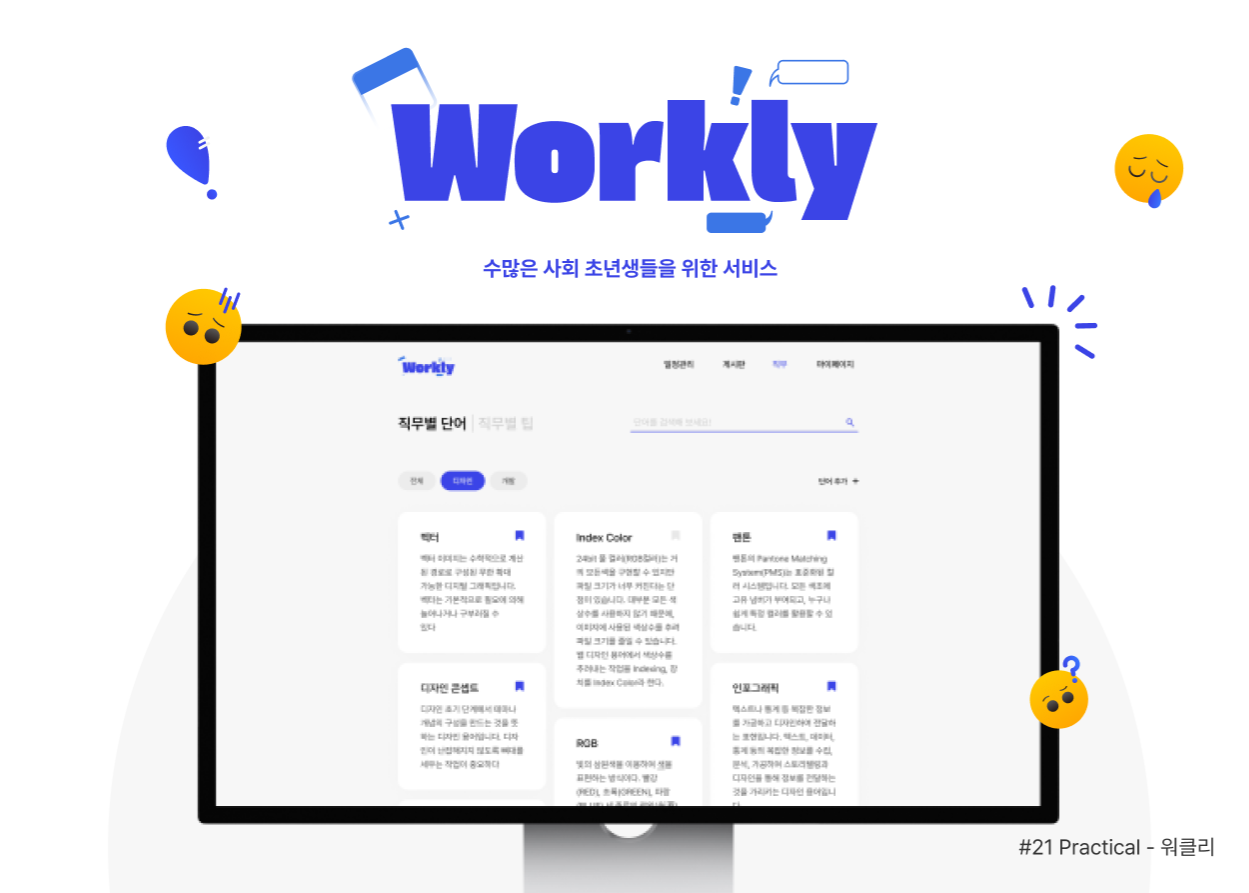 Workly
수많은 사회 초년생들을 위한 서비스
Workly
일정관리 게시판 직무 마이페이지
직무별 단어 | 직무별 팁
단어를 검색해 보세요!
전체 디자인 개발
단어 추가 +
벡터
벡터 이미지는 수학적으로 계산
된 경로로 구성된 무한 확대
가능한 디지털 그래픽입니다.
벡터는 기본적으로 필요에 의해
늘어나거나 구부러질 수
있다
Index Color
24bit 풀 컬러(RGB컬러)는 거
의 모든색을 구현할 수 있지만
파일 크기가 너무 커진다는 단
점이 있습니다. 대부분 모든 색
상수를 사용하지 않기 때문에,
이미지에 사용된 색상수를 추려
파일 크기를 줄일 수 있습니다.
웹 디자인 용어에서 색상수를
추려내는 작업을 Indexing, 장
치를 Index Color라 한다.
팬톤
팬톤의 Pantone Matching
System(PMS)는 표준화된 컬
러 시스템입니다. 모든 색조에
고유 넘버가 부여되고, 누구나
쉽게 특정 컬러를 활용할 수 있
습니다.
디자인 콘셉트
디자인 초기 단계에서 테마나
개념의 구성을 만드는 것을 뜻
하는 디자인 용어입니다. 디자
인이 난잡해지지 않도록 뼈대를
세우는 작업이 중요하다
RGB
빛의 삼원색을 이용하여 색을
표현하는 방식이다. 빨강
(RED), 초록(GREEN), 파랑
인포그래픽
텍스트나 통계 등 복잡한 정보
를 가공하고 디자인하여 전달하
는 표현입니다. 텍스트, 데이터,
통계 등의 복잡한 정보를 수집,
분석, 가공하여 스토리텔링과
디자인을 통해 정보를 전달하는
것을 가리키는 디자인 용어입니
다.
#21 Practical - 워클리